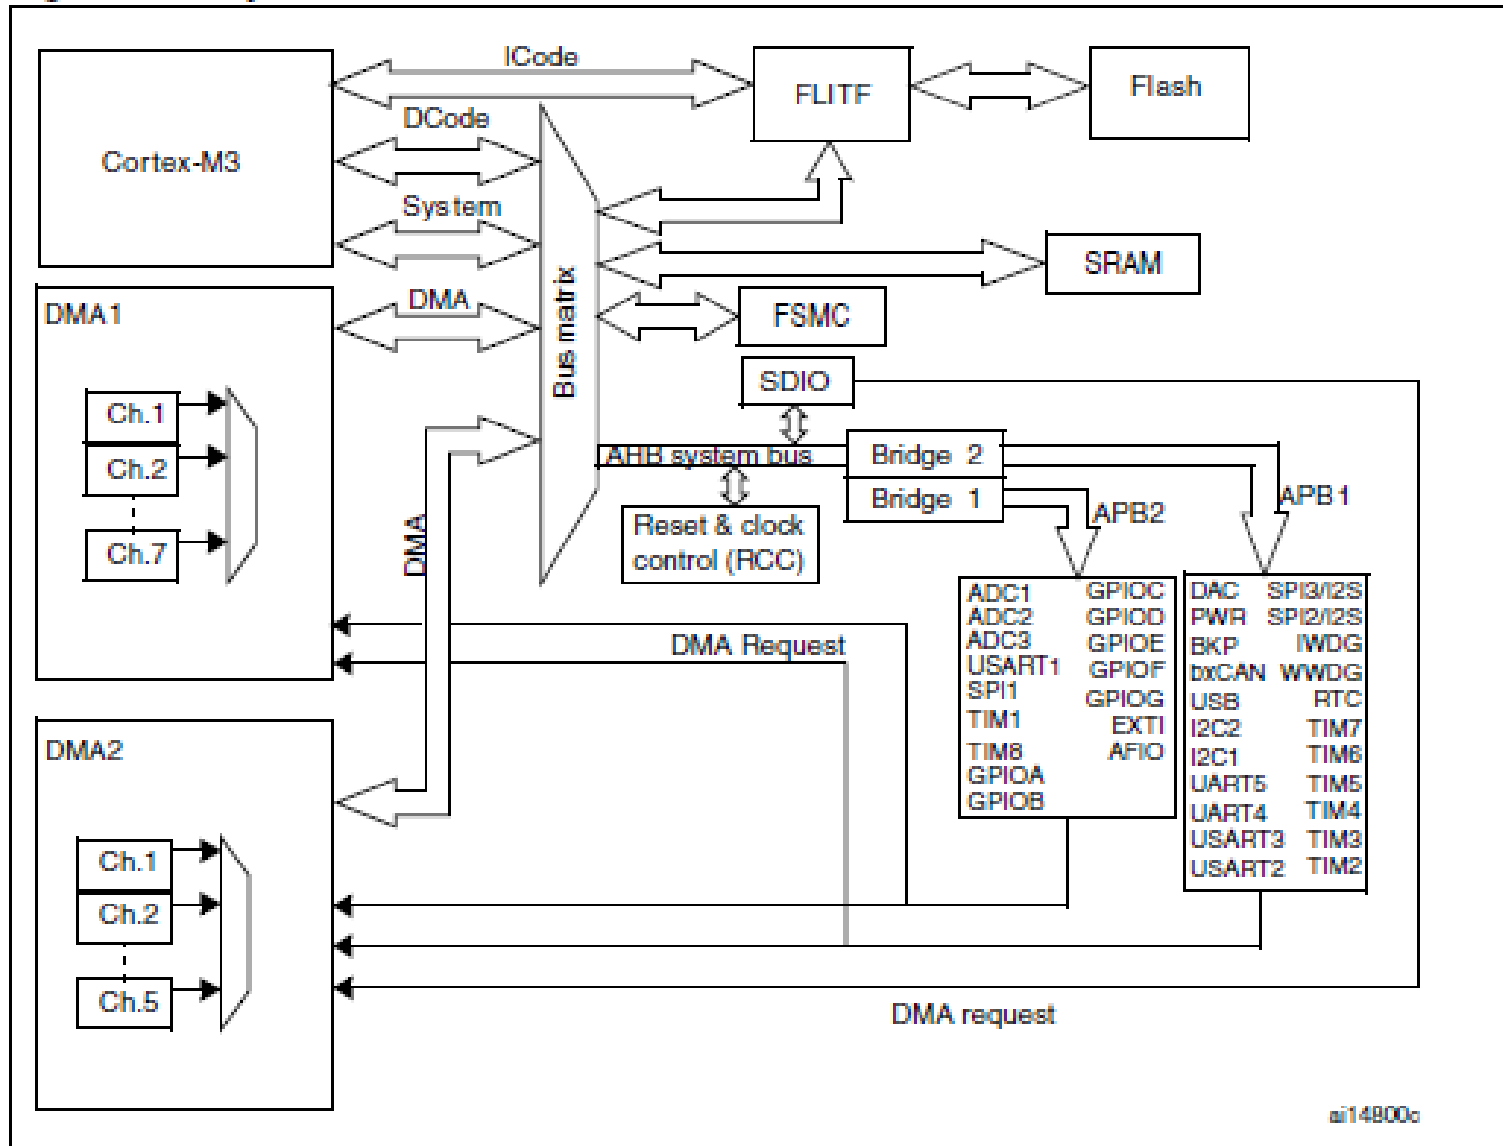 ICode
FLITF
Flash
Cortex-M3
DCode
System
DMA
Bus matrix
SRAM
FSMC
SDIO
DMA1
Ch.1
Ch.2
Ch.7
AHB system bus
Bridge 2
Bridge 1
APB2
APB1
Reset & clock
control (RCC)
DMA
DMA Request
ADC1 GPIOC
ADC2 GPIOD
ADC3 GPIOE
USART1 GPIOF
SPI1 GPIOG
TIM1 EXTI
TIM8 AFIO
GPIOA
GPIOB
DAC SPI3/I2S
PWR SPI2/I2S
BKP IWDG
bxCAN WWDG
USB RTC
I2C2 TIM7
I2C1 TIM6
UART5 TIM5
UART4 TIM4
USART3 TIM3
USART2 TIM2
DMA2
Ch.1
Ch.2
Ch.5
DMA request
ai14800c